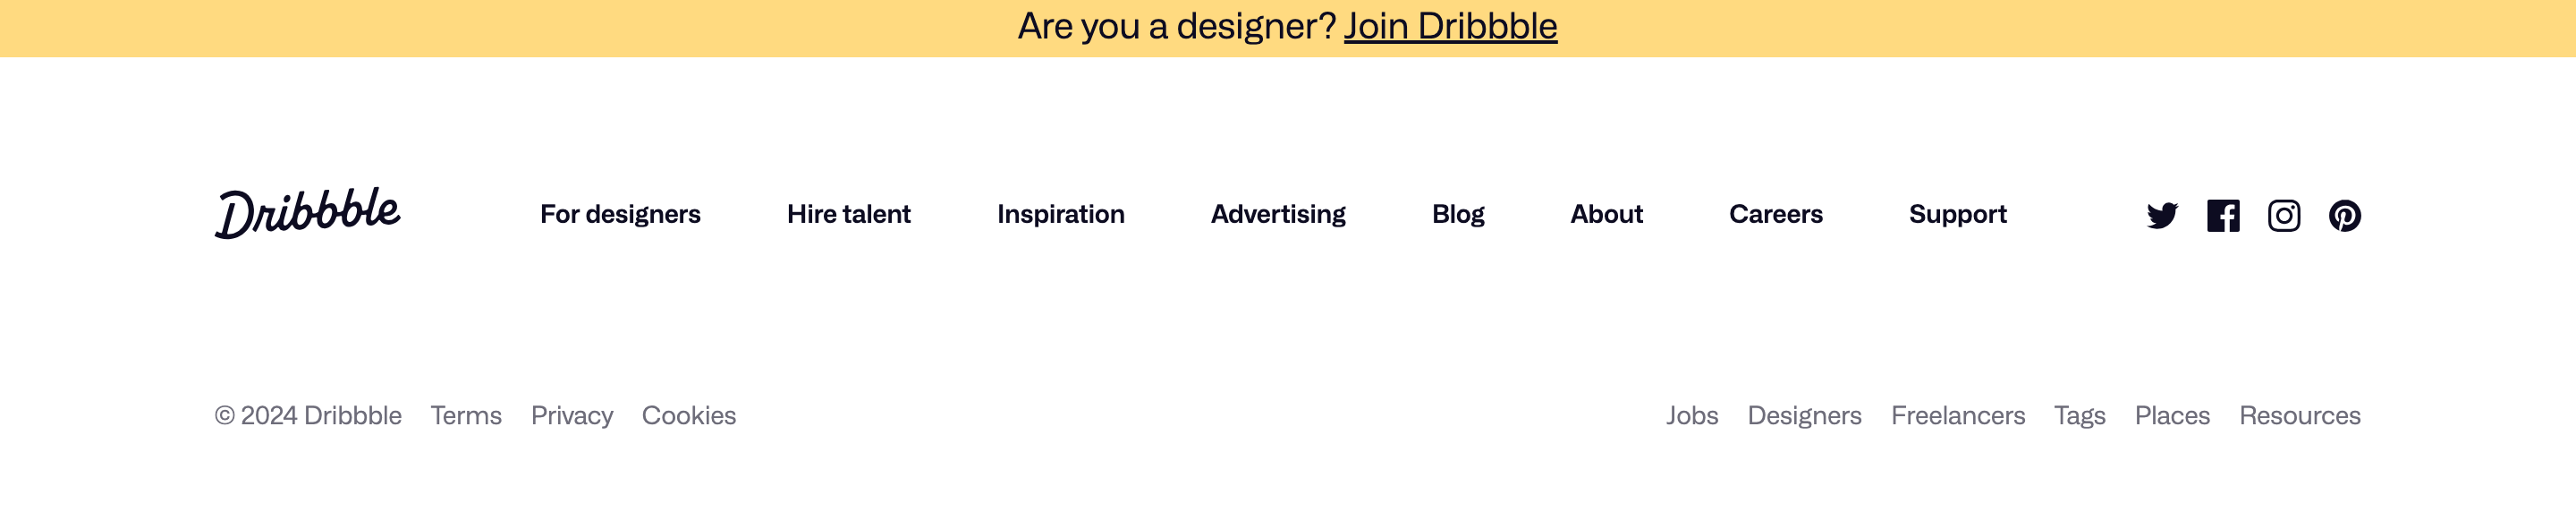 Are you a designer? Join Dribbble
Dribbble For designers Hire talent Inspiration Advertising Blog About Careers Support
© 2024 Dribbble Terms Privacy Cookies Jobs Designers Freelancers Tags Places Resources